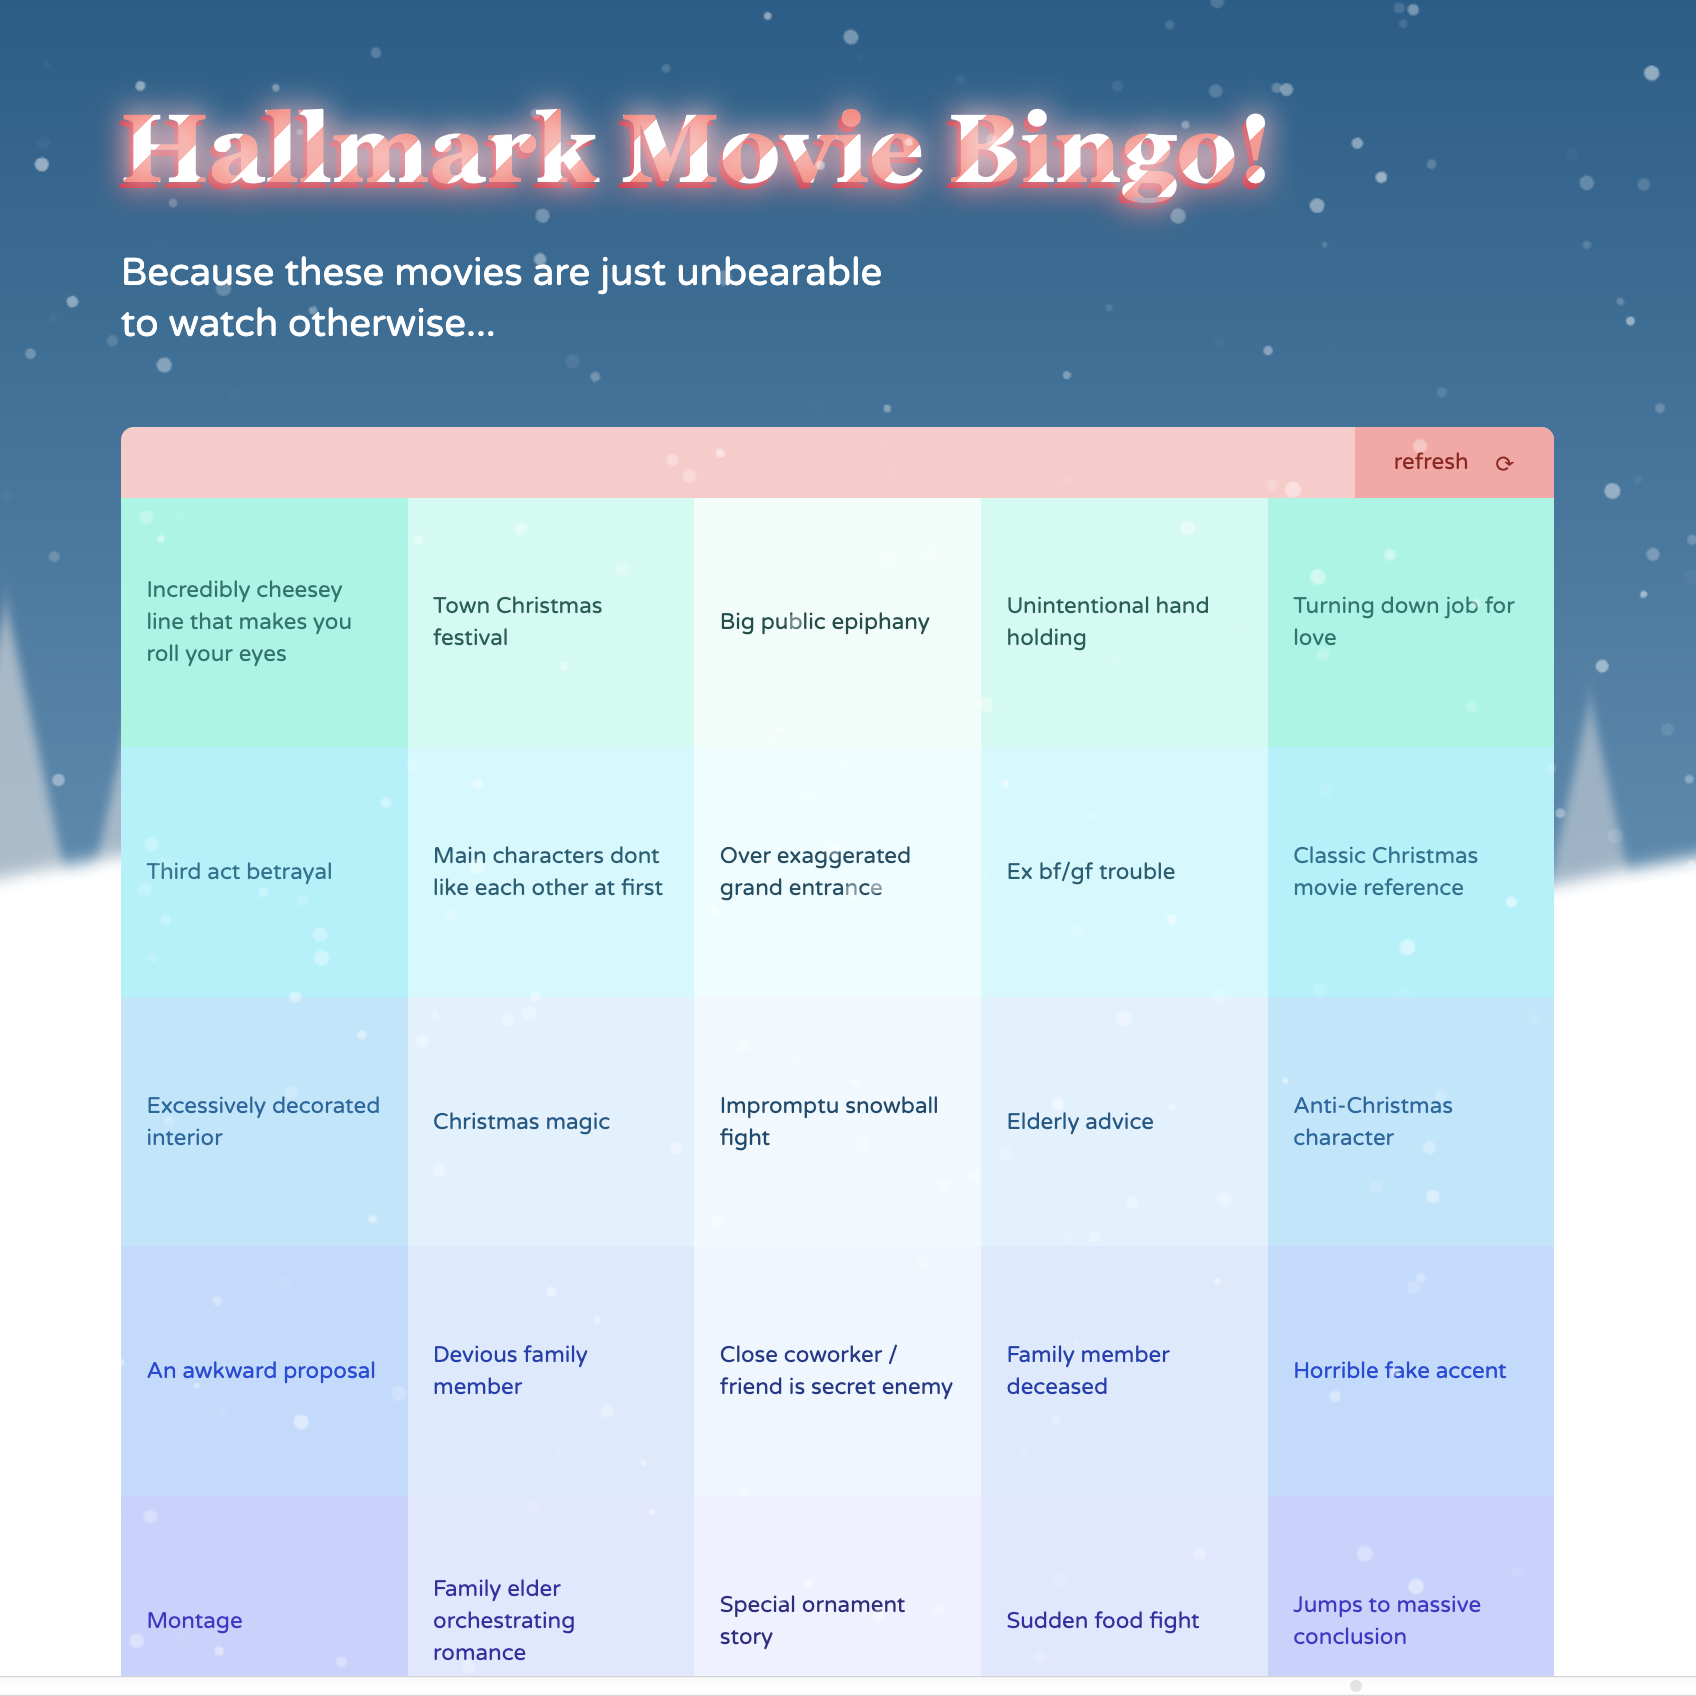 Hallmark Movie Bingo!
Because these movies are just unbearable
to watch otherwise...
refresh ⟳
Incredibly cheesey
line that makes you
roll your eyes
Town Christmas
festival
Big public epiphany
Unintentional hand
holding
Turning down job for
love
Third act betrayal
Main characters dont
like each other at first
Over exaggerated
grand entrance
Ex bf/gf trouble
Classic Christmas
movie reference
Excessively decorated
interior
Christmas magic
Impromptu snowball
fight
Elderly advice
Anti-Christmas
character
An awkward proposal
Devious family
member
Close coworker /
friend is secret enemy
Family member
deceased
Horrible fake accent
Montage
Family elder
orchestrating
romance
Special ornament
story
Sudden food fight
Jumps to massive
conclusion